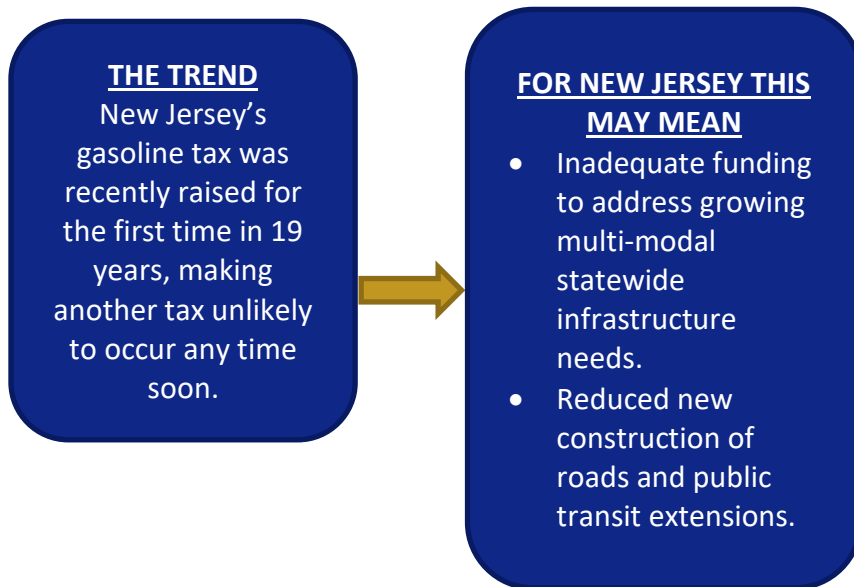 THE TREND
New Jersey’s
gasoline tax was
recently raised for
the first time in 19
years, making
another tax unlikely
to occur any time
soon.
FOR NEW JERSEY THIS
MAY MEAN
• Inadequate funding
to address growing
multi-modal
statewide
infrastructure
needs.
• Reduced new
construction of
roads and public
transit extensions.